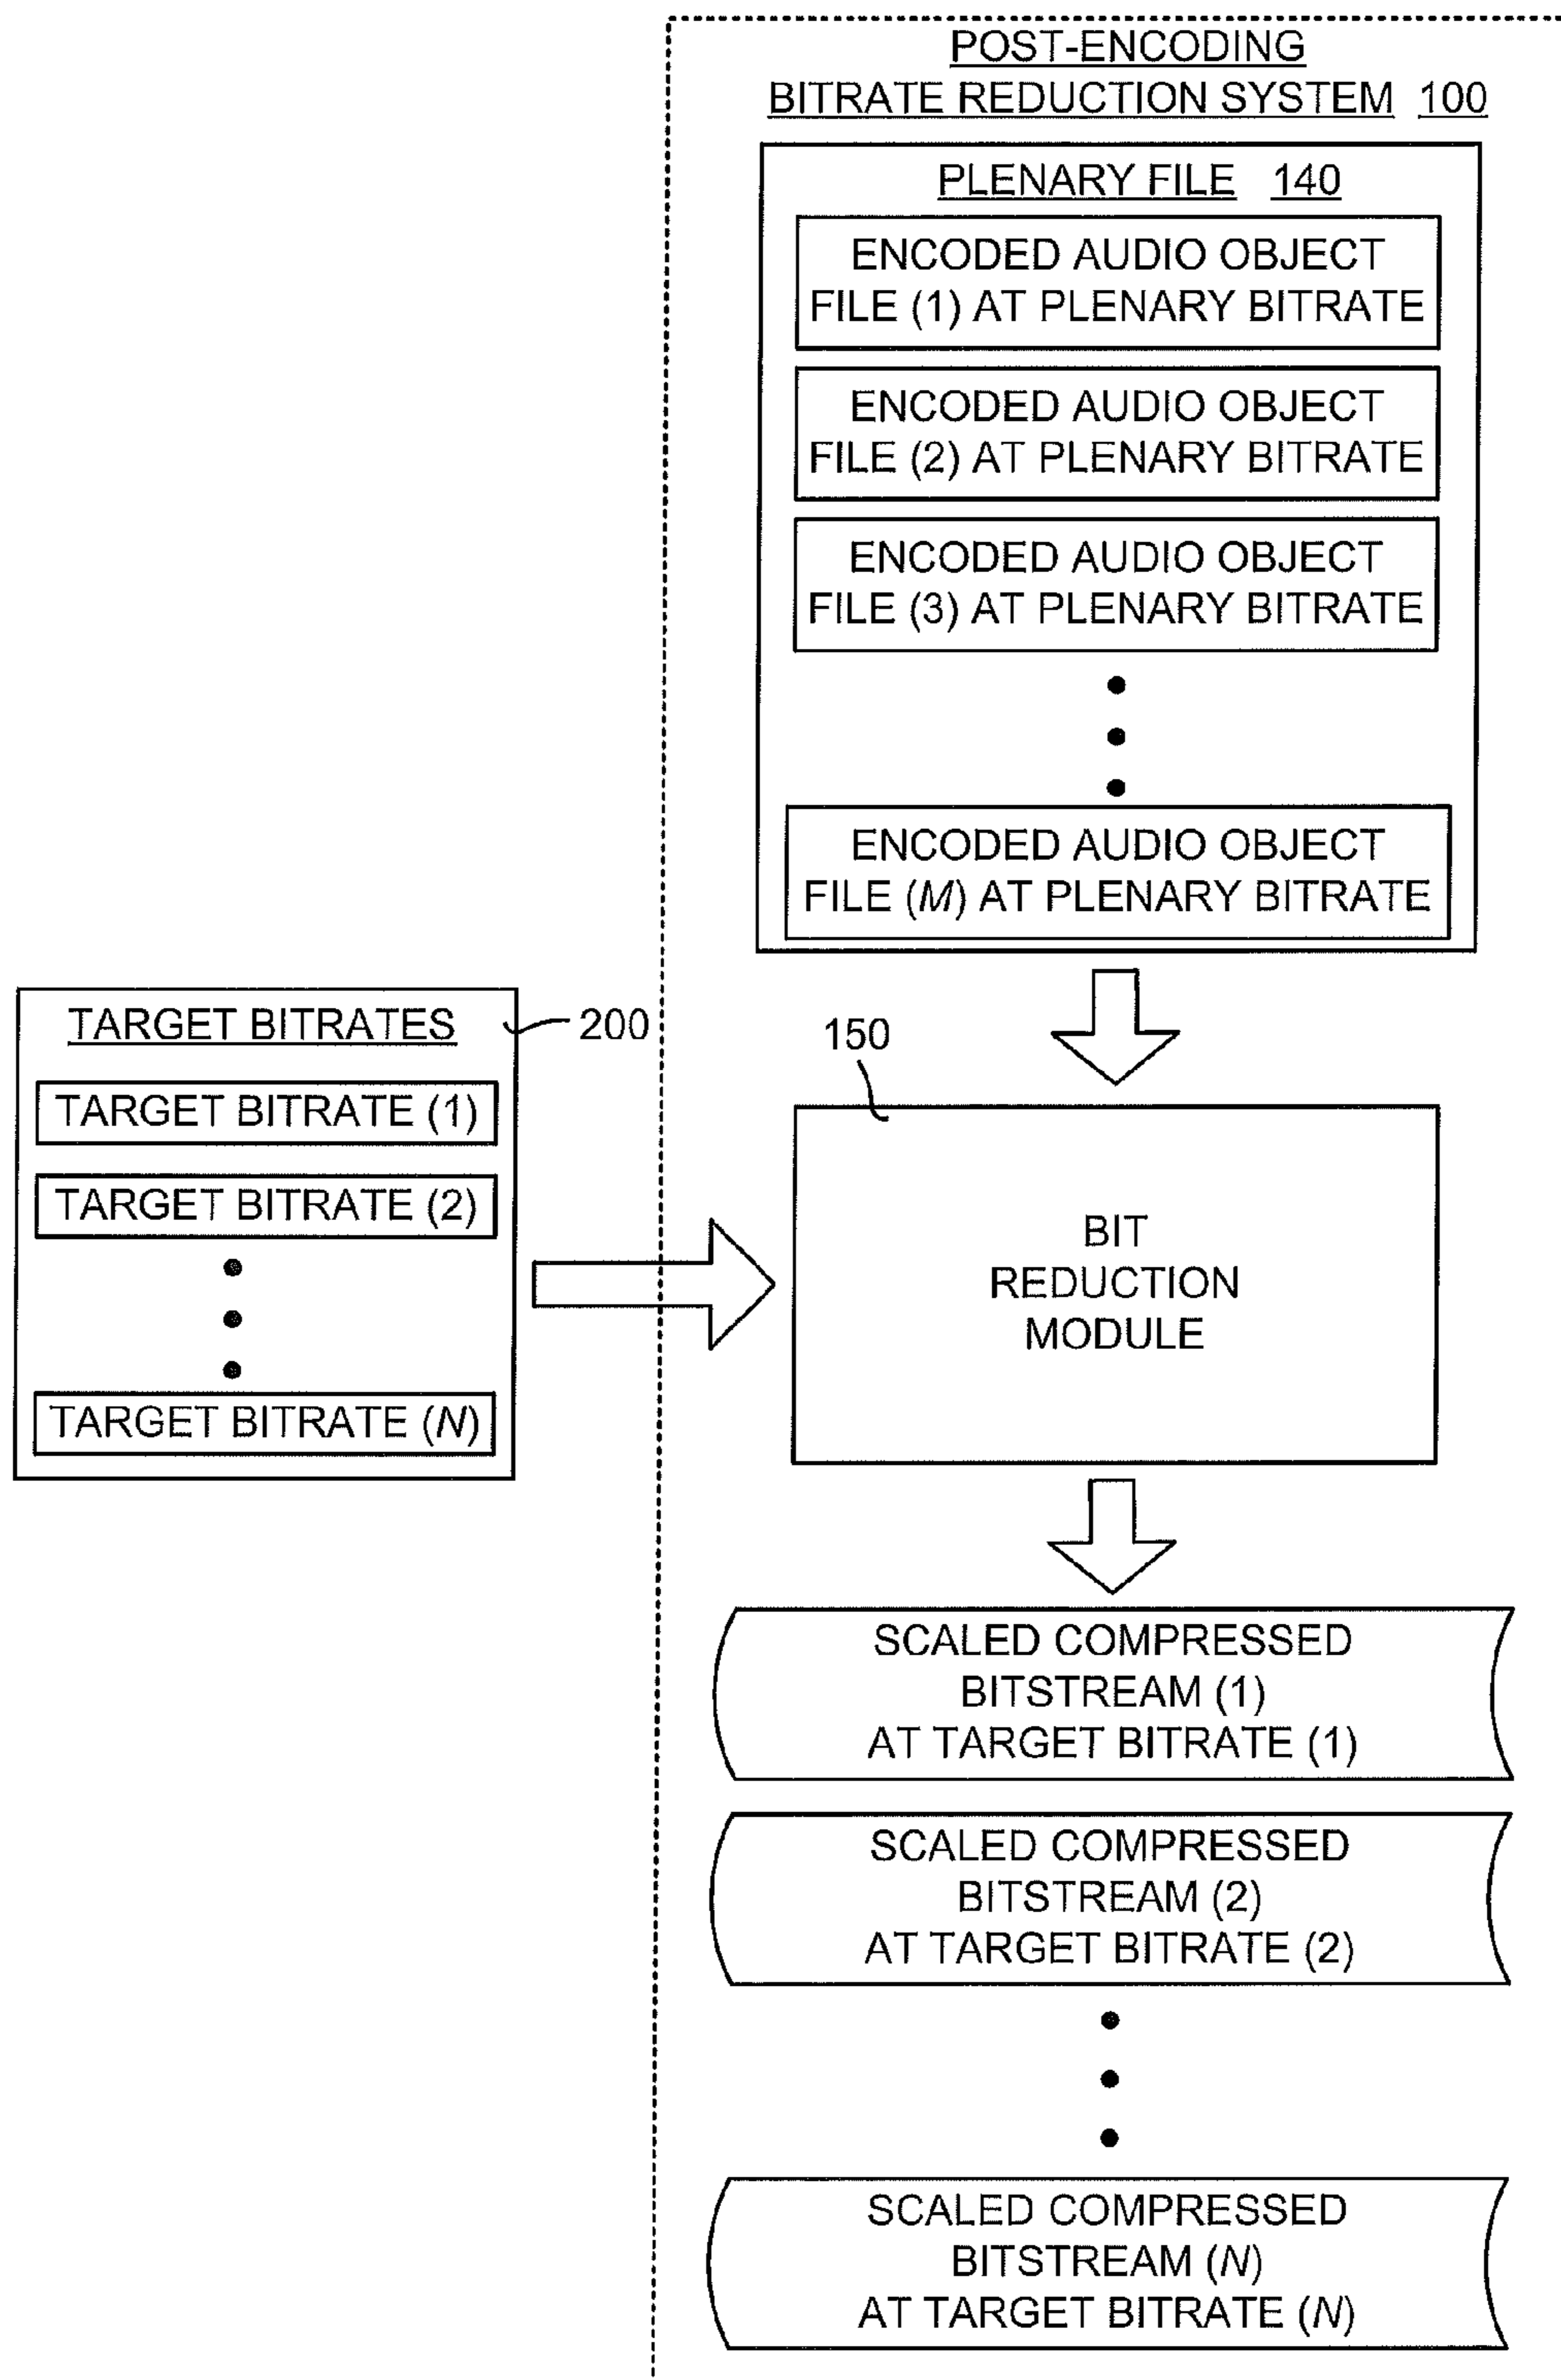 POST-ENCODING
BITRATE REDUCTION SYSTEM 100
PLENARY FILE 140
ENCODED AUDIO OBJECT
FILE (1) AT PLENARY BITRATE
ENCODED AUDIO OBJECT
FILE (2) AT PLENARY BITRATE
ENCODED AUDIO OBJECT
FILE (3) AT PLENARY BITRATE
ENCODED AUDIO OBJECT
FILE (M) AT PLENARY BITRATE
TARGET BITRATES
200
TARGET BITRATE (1)
TARGET BITRATE (2)
TARGET BITRATE (N)
150
BIT
REDUCTION
MODULE
SCALED COMPRESSED
BITSTREAM (1)
AT TARGET BITRATE (1)
SCALED COMPRESSED
BITSTREAM (2)
AT TARGET BITRATE (2)
SCALED COMPRESSED
BITSTREAM (N)
AT TARGET BITRATE (N)